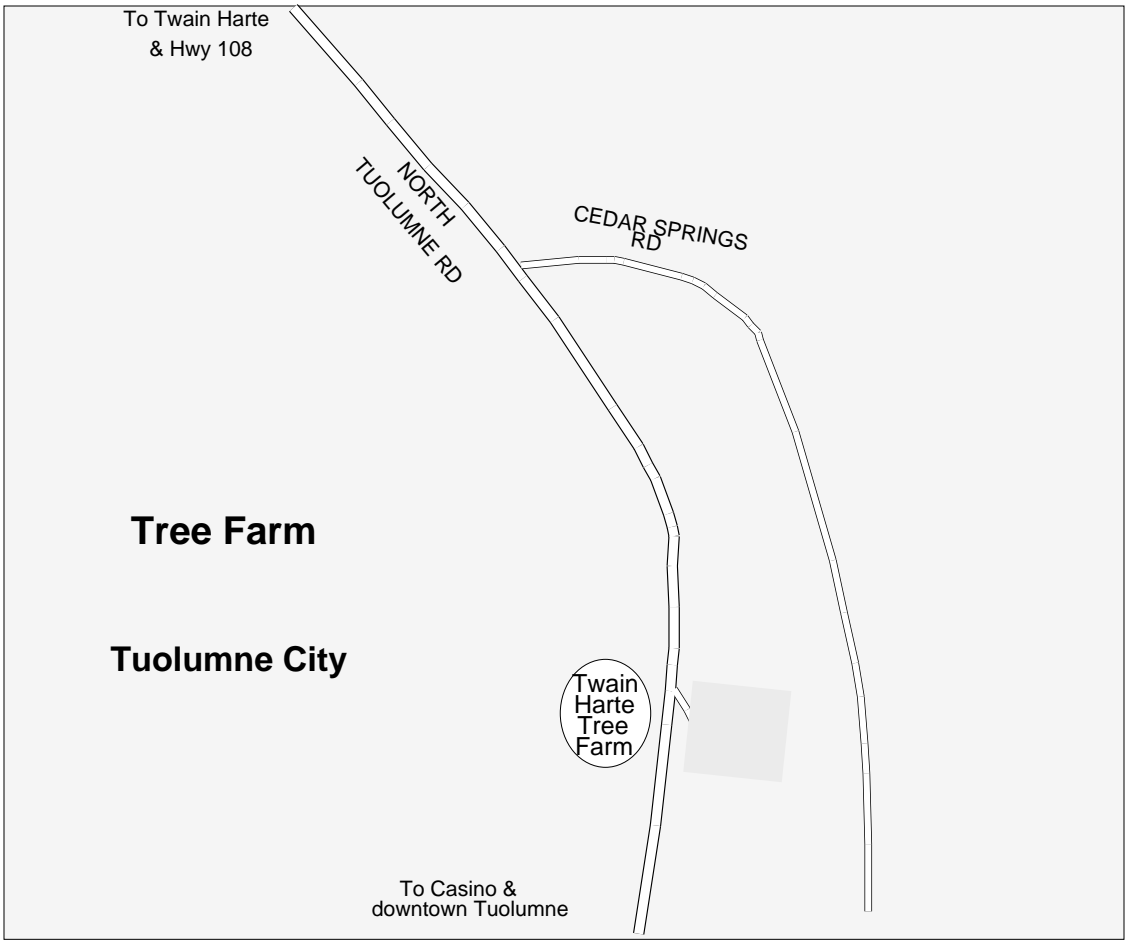 To Twain Harte
& Hwy 108
NORTH
TUOLUMNE RD
CEDAR SPRINGS
RD
Tree Farm
Tuolumne City
Twain
Harte
Tree
Farm
To Casino &
downtown Tuolumne